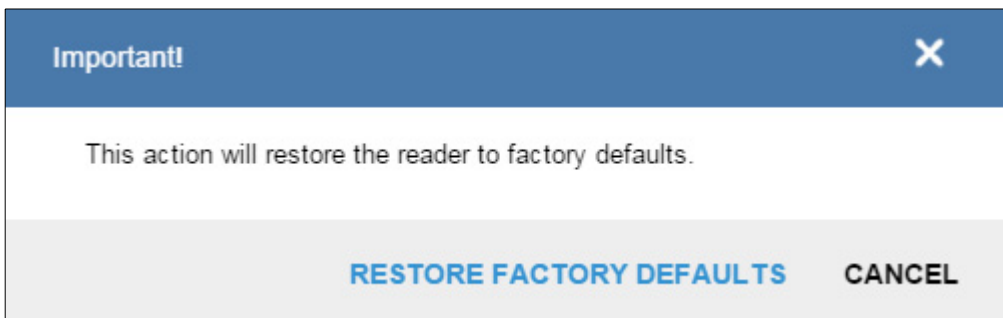 Important!
This action will restore the reader to factory defaults.
RESTORE FACTORY DEFAULTS CANCEL